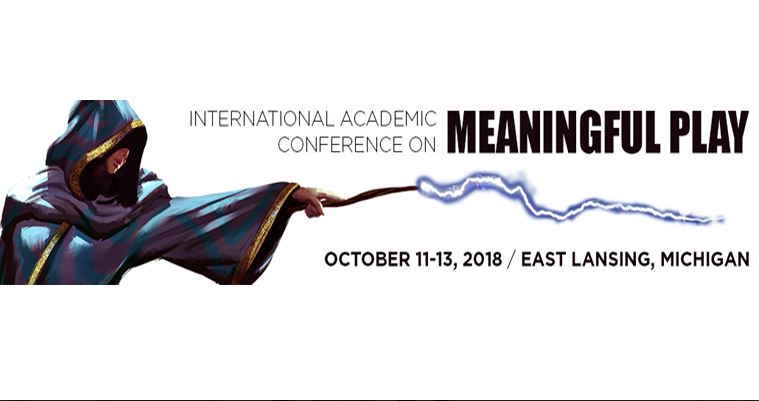 INTERNATIONAL ACADEMIC
CONFERENCE ON
MEANINGFUL PLAY
OCTOBER 11-13, 2018 / EAST LANSING, MICHIGAN